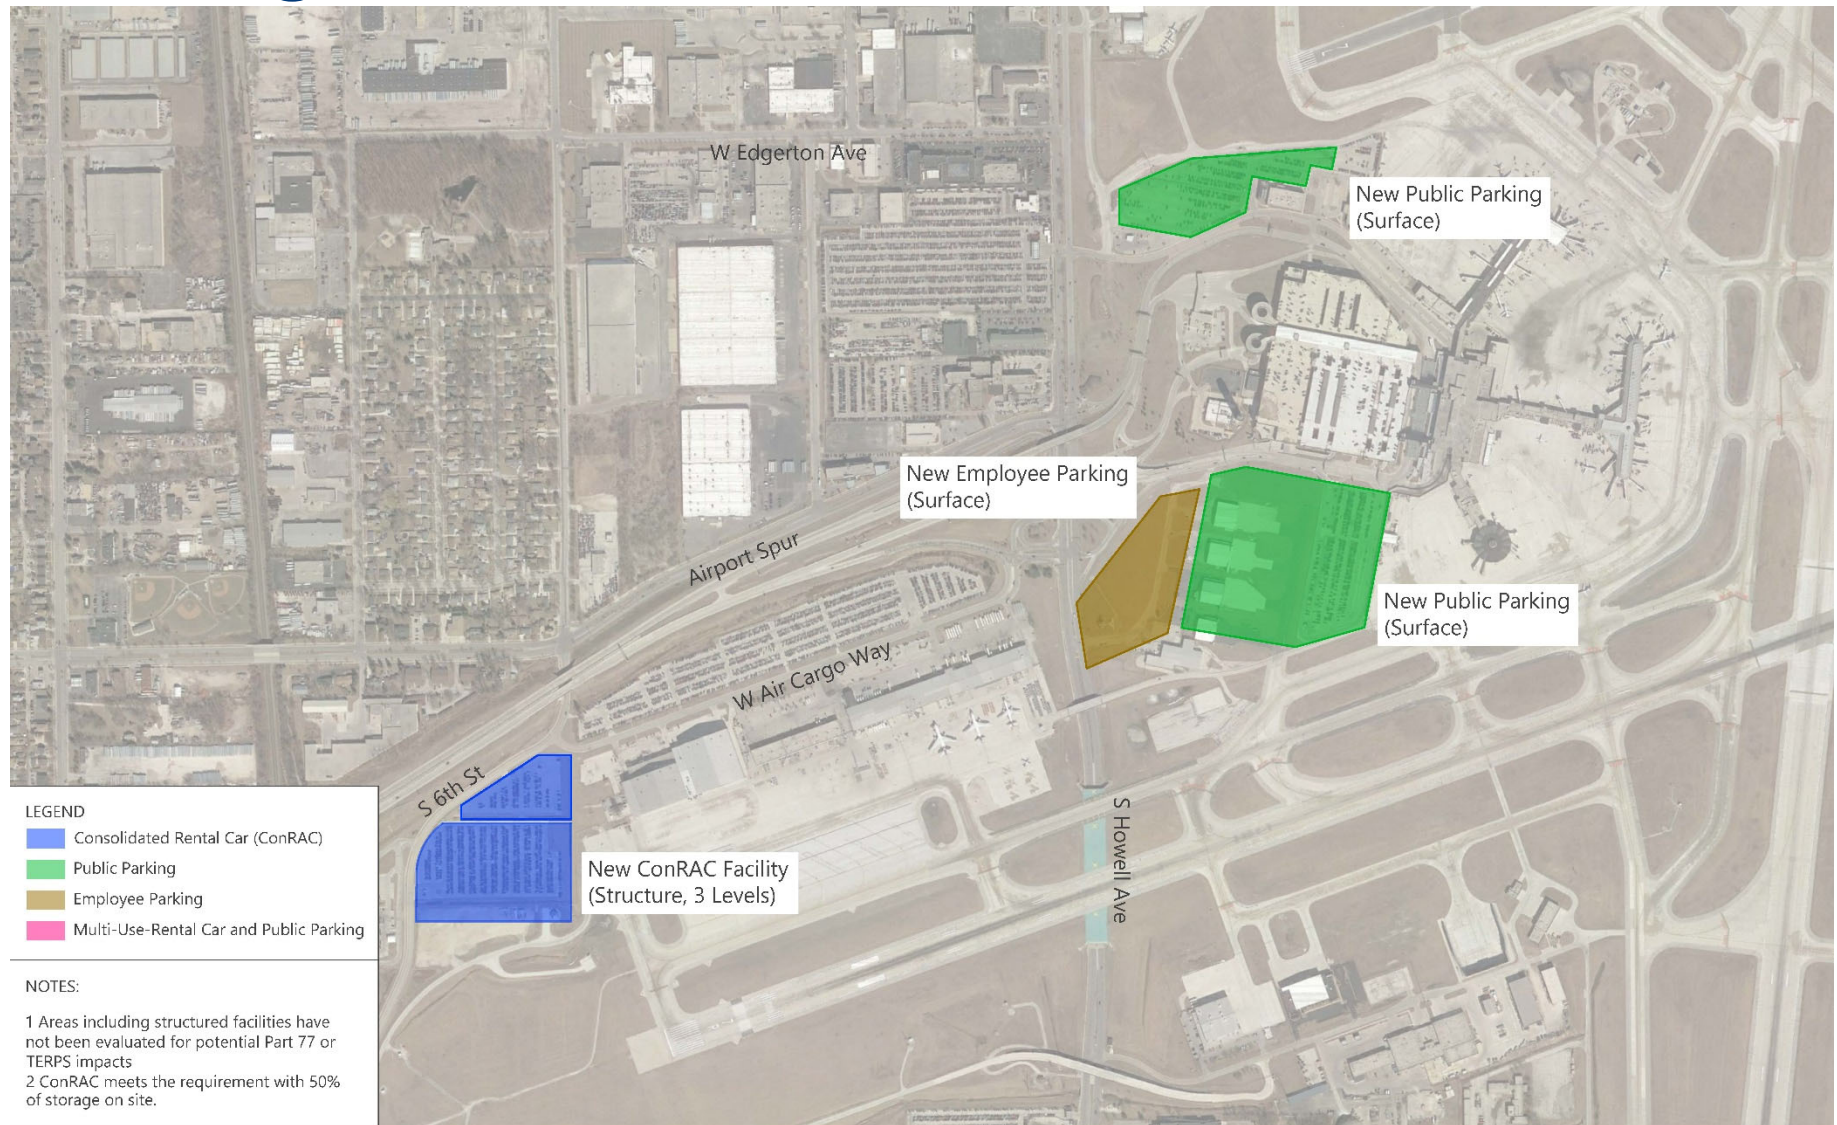 W Edgerton Ave
New Public Parking
(Surface)
New Employee Parking
(Surface)
Airport Spur
New Public Parking
(Surface)
W Air Cargo Way
S 6th St
S Howell Ave
New ConRAC Facility
(Structure, 3 Levels)
LEGEND
Consolidated Rental Car (ConRAC)
Public Parking
Employee Parking
Multi-Use-Rental Car and Public Parking
NOTES:
1 Areas including structured facilities have
not been evaluated for potential Part 77 or
TERPS impacts
2 ConRAC meets the requirement with 50%
of storage on site.